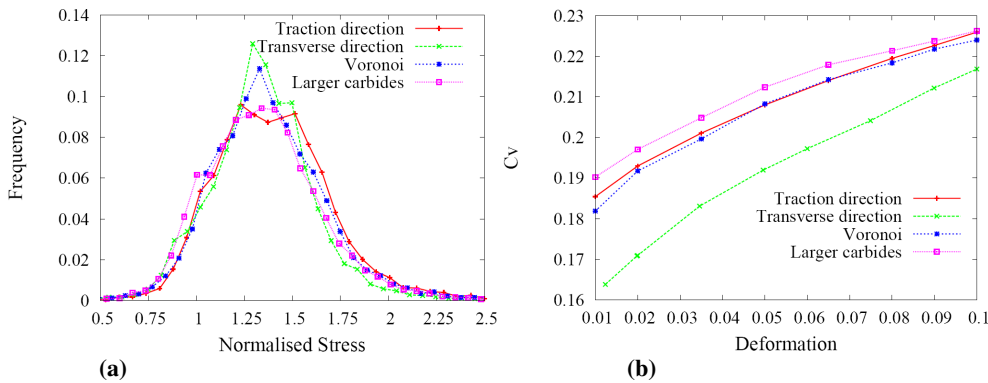 0.14
0.12
0.1
0.08
0.06
0.04
0.02
0
Frequency
Traction direction
Transverse direction
Voronoi
Larger carbides
0.5 0.75 1 1.25 1.5 1.75 2 2.25 2.5
Normalised Stress
(a)
0.23
0.22
0.21
0.2
0.19
0.18
0.17
0.16
Cv
Traction direction
Transverse direction
Voronoi
Larger carbides
0.01 0.02 0.03 0.04 0.05 0.06 0.07 0.08 0.09 0.1
Deformation
(b)